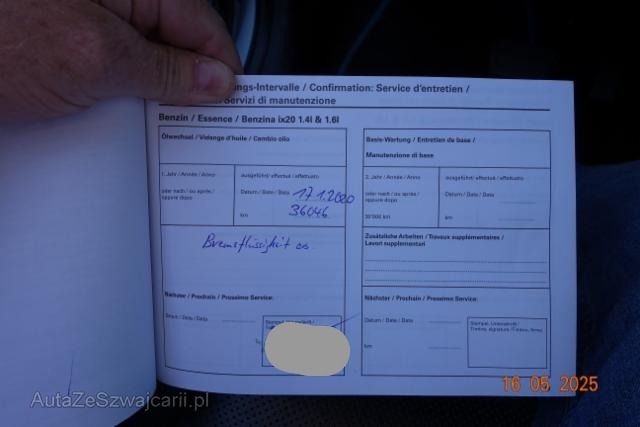 ngs-Intervalle / Confirmation: Service d'entretien /
Servizi di manutenzione
Benzin / Essence / Benzina ix20 1.4l & 1.6l
Ölwechsel / Vidange d'huile / Cambio olio
1. Jahr / Année / Anno
ausgeführt/ effectué / effettuato
oder nach / ou après /
oppure dopo
Datum / Date / Data 17.1.2020
km 36046
Bremsflüssigkeit
Nächster / Prochain / Prossimo Service:
Datum / Date / Data
Basis-Wartung / Entretien de base /
Manutenzione di base
2. Jahr / Année / Anno
ausgeführt/ effectué / effettuato
oder nach / ou après /
oppure dopo
Datum / Date / Data
30'000 km
km
Zusätzliche Arbeiten / Travaux supplémentaires /
Lavori supplementari
Nächster / Prochain / Prossimo Service:
Datum / Date / Data
km
Stempel, Unterschrift /
Timbre, signature / Timbro, firma
16 05 2025
AutaZeSzwajcarii.pl